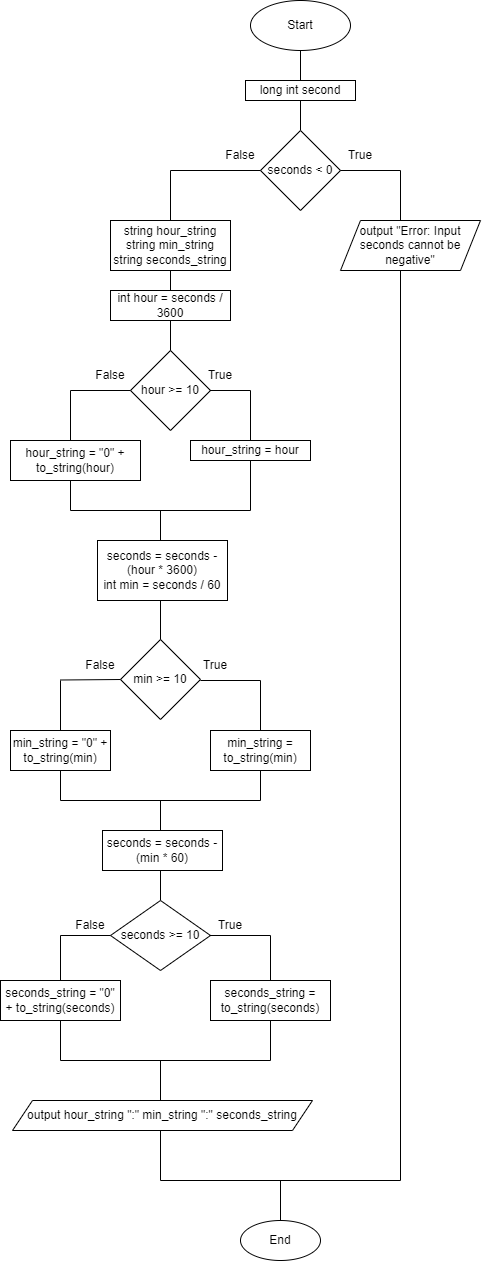 Start
long int second
False
True
seconds < 0
string hour_string
string min_string
string seconds_string
output "Error: Input
seconds cannot be
negative"
int hour = seconds /
3600
False
True
hour >= 10
hour_string = "0" +
to_string(hour)
hour_string = hour
seconds = seconds -
(hour * 3600)
int min = seconds / 60
False
True
min >= 10
min_string = "0" +
to_string(min)
min_string =
to_string(min)
seconds = seconds -
(min * 60)
False
True
seconds >= 10
seconds_string = "0"
+ to_string(seconds)
seconds_string =
to_string(seconds)
output hour_string ":" min_string ":" seconds_string
End